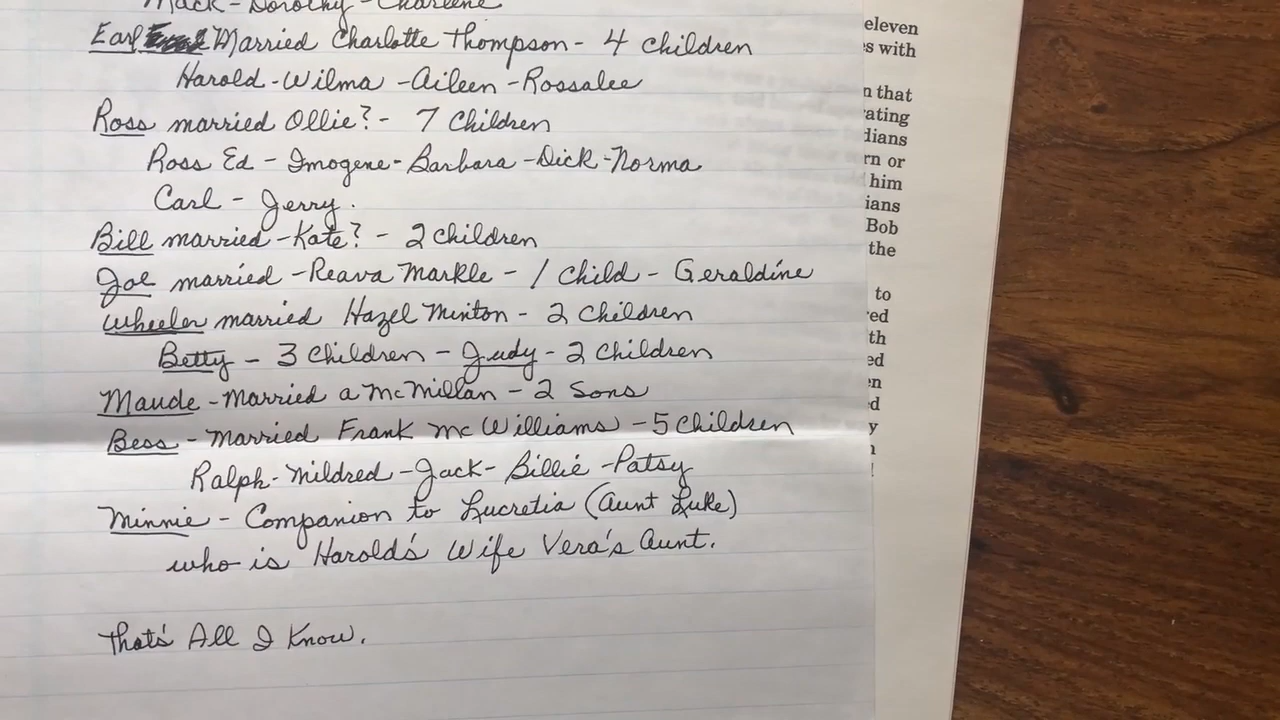 Mack - Dorothy - Charlene
Earl Married Charlotte Thompson - 4 Children
Harold - Wilma - Aileen - Rossalee
Ross married Ollie? - 7 Children
Ross Ed - Imogene - Barbara - Dick - Norma
Carl - Jerry.
Bill married - Kate? - 2 Children
Joe married - Reava Markle - 1 Child - Geraldine
Wheeler married Hazel Minton - 2 Children
Betty - 3 Children - Judy - 2 Children
Maude - Married a McMillan - 2 Sons
Bess - Married Frank McWilliams - 5 Children
Ralph - Mildred - Jack - Billie - Patsy
Minnie - Companion to Lucretia (Aunt Luke)
who is Harold's Wife Vera's Aunt.
That's All I Know.
eleven
s with
n that
ating
dians
rn or
him
ians
Bob
the
to
ed
th
ed
en
d
y